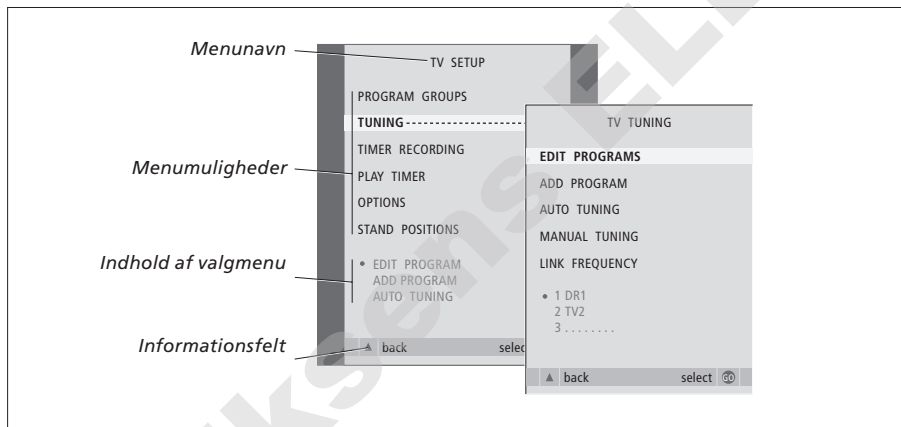 Menunavn
TV SETUP
PROGRAM GROUPS
TUNING
TIMER RECORDING
Menumuligheder
PLAY TIMER
OPTIONS
STAND POSITIONS
Indhold af valgmenu
• EDIT PROGRAM
ADD PROGRAM
AUTO TUNING
Informationsfelt
▲ back
TV TUNING
EDIT PROGRAMS
ADD PROGRAM
AUTO TUNING
MANUAL TUNING
LINK FREQUENCY
• 1 DR1
2 TV2
3 . . . . . . . .
▲ back select GO